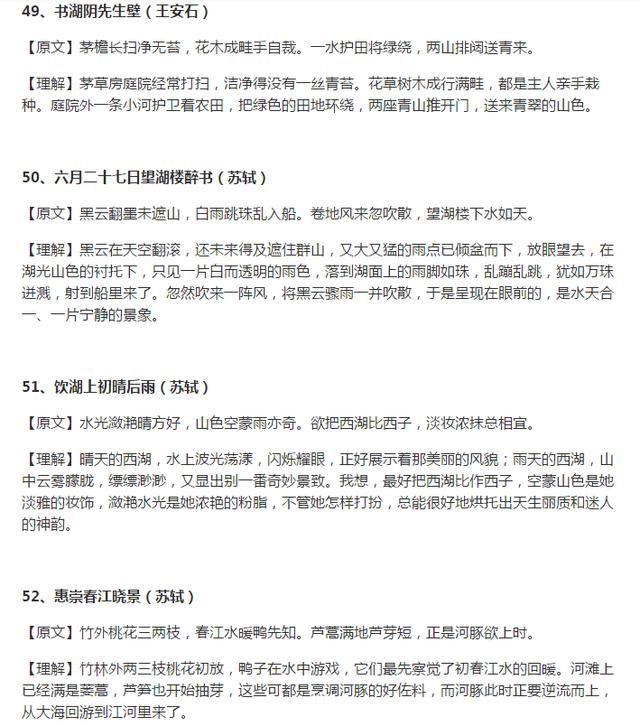 49、书湖阴先生壁（王安石）
【原文】茅檐长扫净无苔，花木成畦手自裁。一水护田将绿绕，两山排闼送青来。
【理解】茅草房庭院经常打扫，洁净得没有一丝青苔。花草树木成行满畦，都是主人亲手栽
种。庭院外一条小河护卫着农田，把绿色的田地环绕，两座青山推开门，送来青翠的山色。
50、六月二十七日望湖楼醉书（苏轼）
【原文】黑云翻墨未遮山，白雨跳珠乱入船。卷地风来忽吹散，望湖楼下水如天。
【理解】黑云在天空翻滚，还未来得及遮住群山，又大又猛的雨点已倾盆而下，放眼望去，在
湖光山色的衬托下，只见一片白而透明的雨色，落到湖面上的雨脚如珠，乱蹦乱跳，犹如万珠
迸溅，射到船里来了。忽然吹来一阵风，将黑云骤雨一并吹散，于是呈现在眼前的，是水天合
一、一片宁静的景象。
51、饮湖上初晴后雨（苏轼）
【原文】水光潋滟晴方好，山色空蒙雨亦奇。欲把西湖比西子，淡妆浓抹总相宜。
【理解】晴天的西湖，水上波光荡漾，闪烁耀眼，正好展示着那美丽的风貌；雨天的西湖，山
中云雾朦胧，缥缥渺渺，又显出别一番奇妙景致。我想，最好把西湖比作西子，空蒙山色是她
淡雅的妆饰，潋滟水光是她浓艳的粉脂，不管她怎样打扮，总能很好地烘托出天生丽质和迷人
的神韵。
52、惠崇春江晓景（苏轼）
【原文】竹外桃花三两枝，春江水暖鸭先知。芦蒿满地芦芽短，正是河豚欲上时。
【理解】竹林外两三枝桃花初放，鸭子在水中游戏，它们最先察觉了初春江水的回暖。河滩上
已经满是蒌蒿，芦笋也开始抽芽，这些可都是烹调河豚的好佐料，而河豚此时正要逆流而上，
从大海回游到江河里来了。